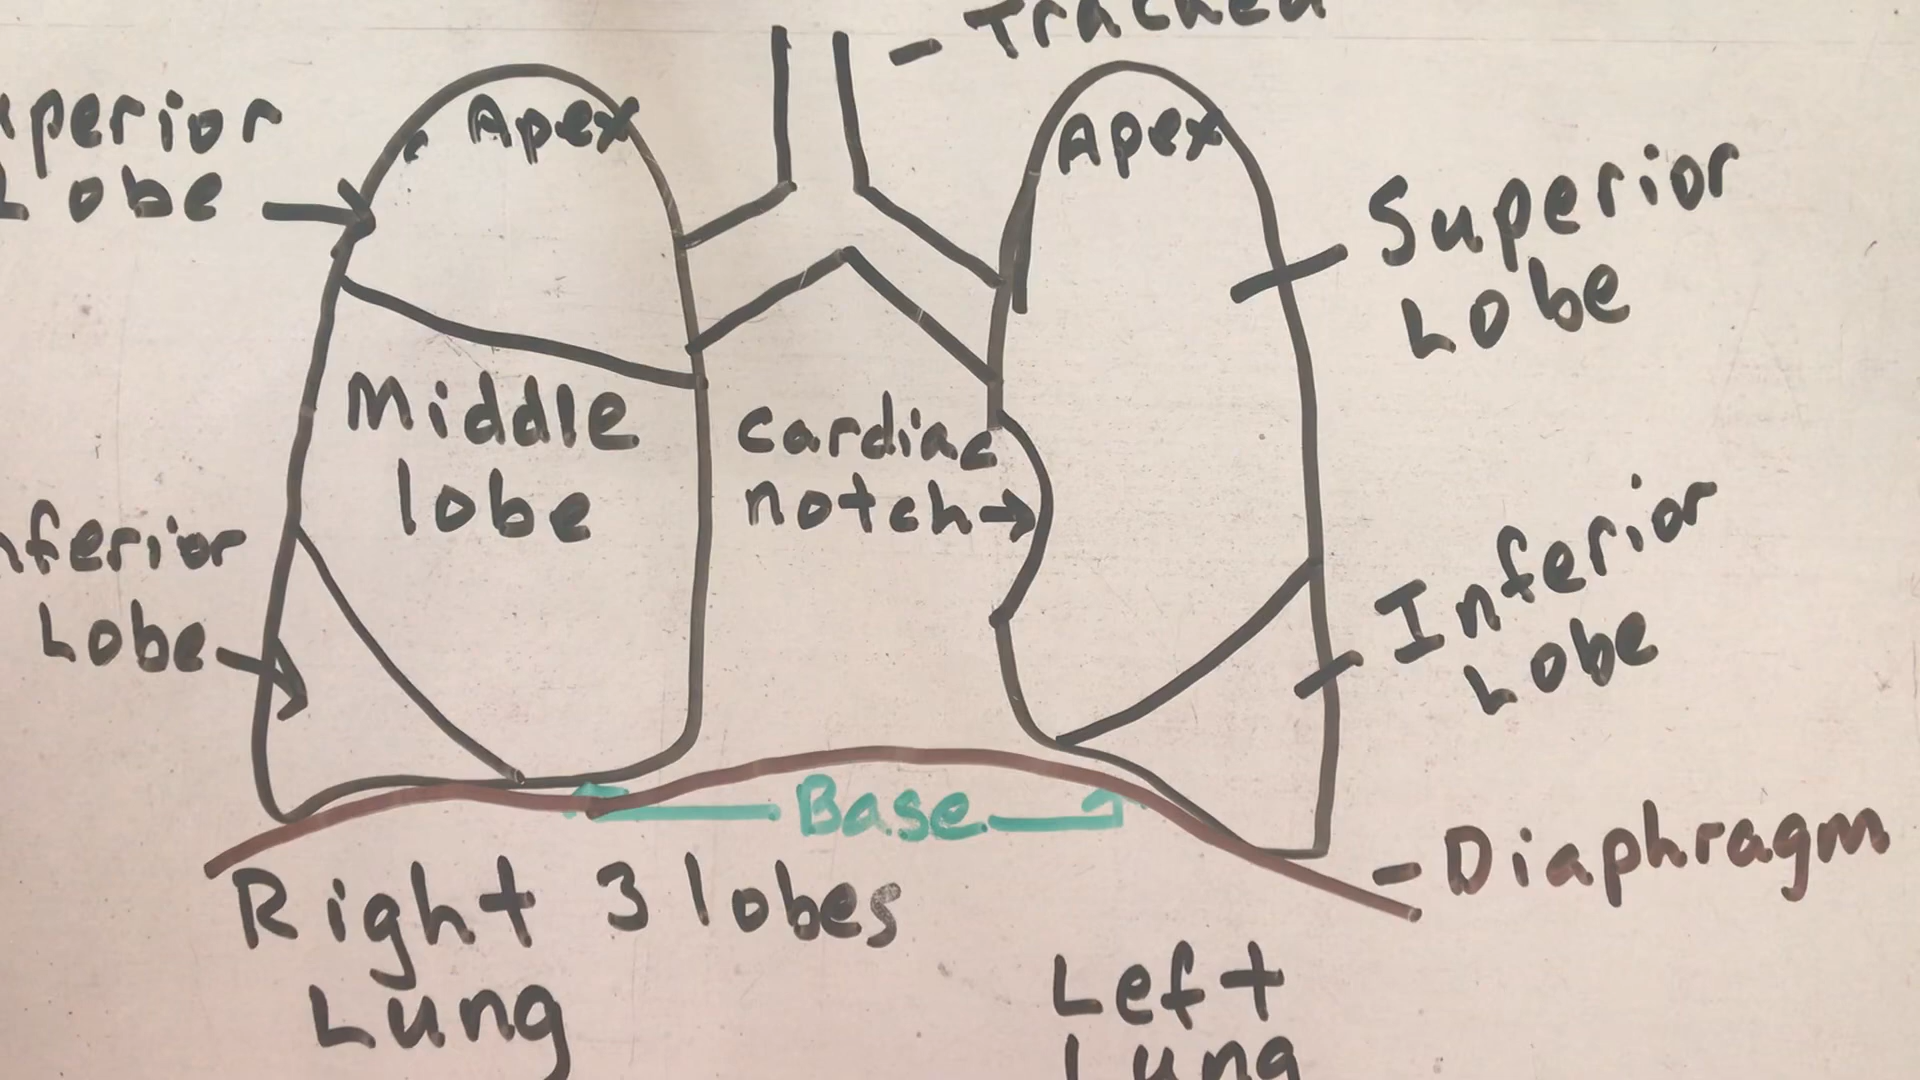 Trachea
Apex
Apex
perior
Lobe
Superior
Lobe
Middle
lobe
cardiac
notch
nferior
Lobe
Inferior
Lobe
Base
Diaphragm
Right 3 lobes
Lung
Left
Lung